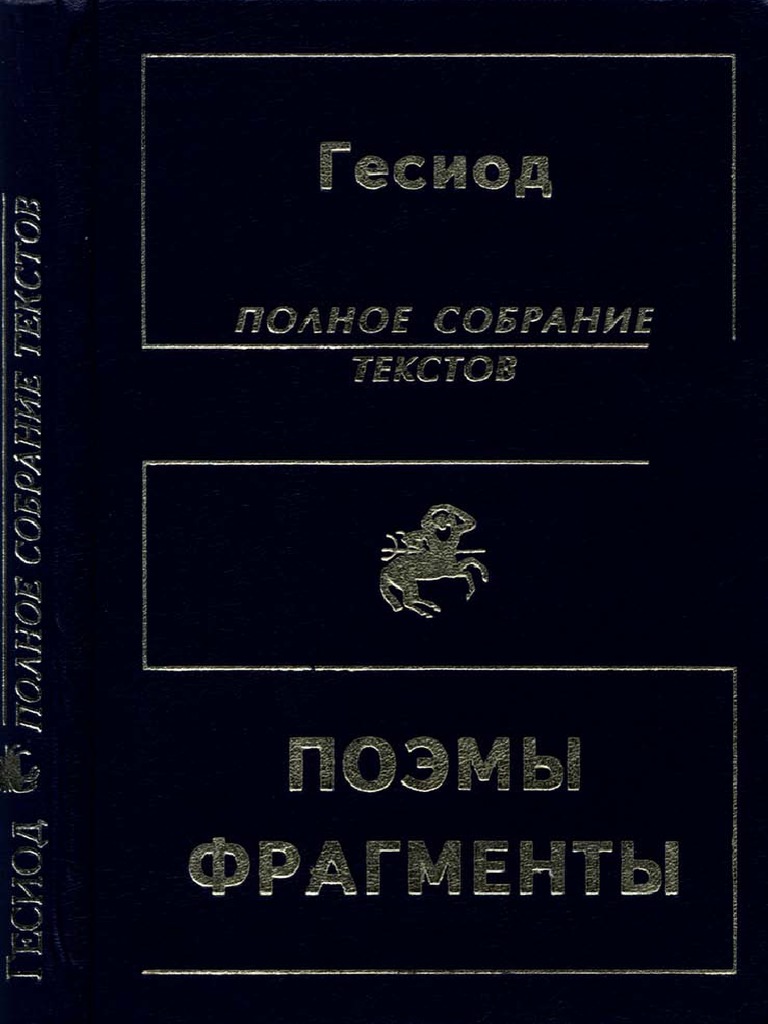 Гесиод
ПОЛНОЕ СОБРАНИЕ
ТЕКСТОВ
ПОЭМЫ
ФРАГМЕНТЫ
ГЕСИОД ПОЛНОЕ СОБРАНИЕ ТЕКСТОВ